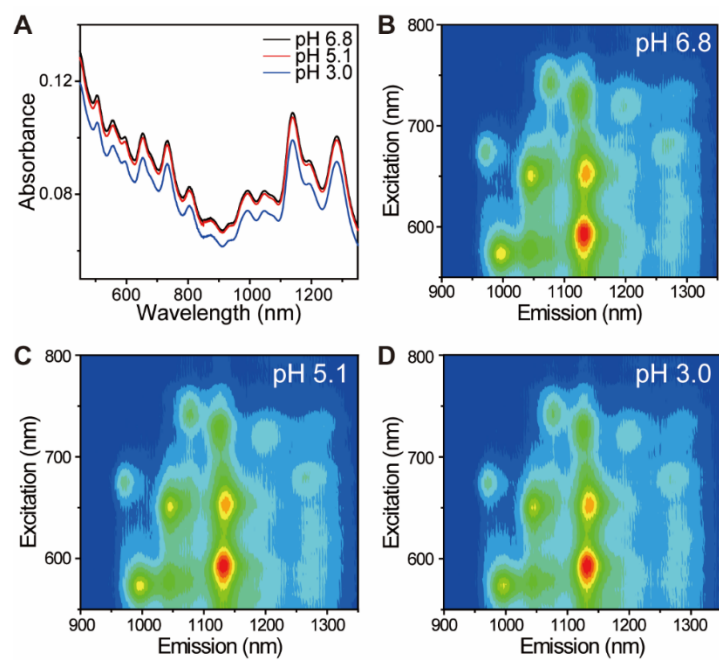 A
pH 6.8
pH 5.1
pH 3.0
0.12
0.08
Absorbance
600 800 1000 1200
Wavelength (nm)
B
pH 6.8
800
700
600
Excitation (nm)
900 1000 1100 1200 1300
Emission (nm)
C
pH 5.1
800
700
600
Excitation (nm)
900 1000 1100 1200 1300
Emission (nm)
D
pH 3.0
800
700
600
550
Excitation (nm)
900 1000 1100 1200 1300
Emission (nm)